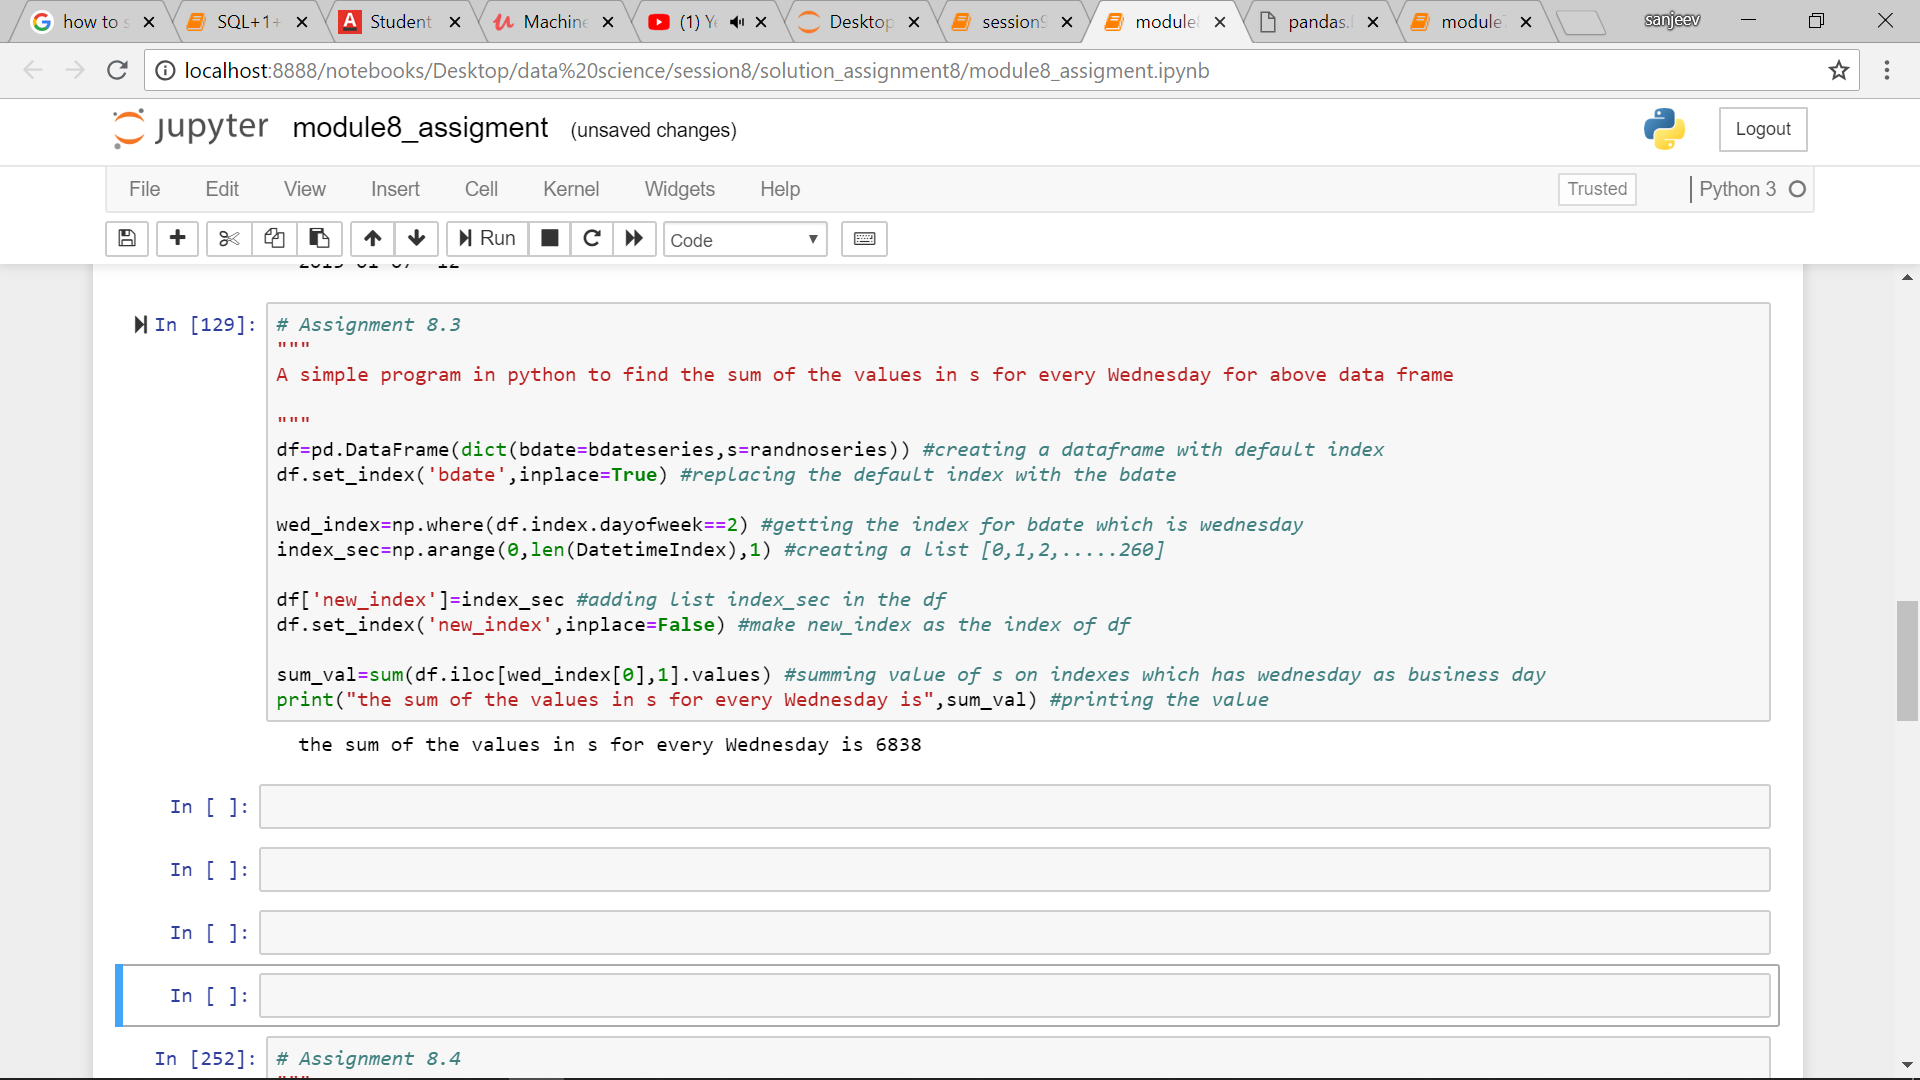 how to s
SQL+1+
Student
Machine
(1) Ye
Desktop
session9
module8
pandas.
module7
sanjeev
localhost:8888/notebooks/Desktop/data%20science/session8/solution_assignment8/module8_assigment.ipynb
jupyter module8_assigment (unsaved changes)
Logout
File Edit View Insert Cell Kernel Widgets Help
Trusted
Python 3
Run
Code
In [129]:
# Assignment 8.3
"""
A simple program in python to find the sum of the values in s for every Wednesday for above data frame
"""
df=pd.DataFrame(dict(bdate=bdateseries,s=randnoseries)) #creating a dataframe with default index
df.set_index('bdate',inplace=True) #replacing the default index with the bdate
wed_index=np.where(df.index.dayofweek==2) #getting the index for bdate which is wednesday
index_sec=np.arange(0,len(DatetimeIndex),1) #creating a list [0,1,2,.....260]
df['new_index']=index_sec #adding list index_sec in the df
df.set_index('new_index',inplace=False) #make new_index as the index of df
sum_val=sum(df.iloc[wed_index[0],1].values) #summing value of s on indexes which has wednesday as business day
print("the sum of the values in s for every Wednesday is",sum_val) #printing the value
the sum of the values in s for every Wednesday is 6838
In [ ]:
In [ ]:
In [ ]:
In [ ]:
In [252]:
# Assignment 8.4